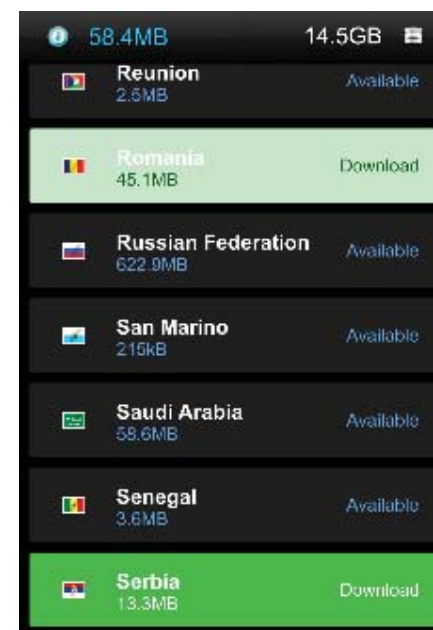 58.4MB 14.5GB
Reunion Available
2.5MB
Romania Download
45.1MB
Russian Federation Available
622.9MB
San Marino Available
215kB
Saudi Arabia Available
58.6MB
Senegal Available
3.6MB
Serbia Download
13.3MB